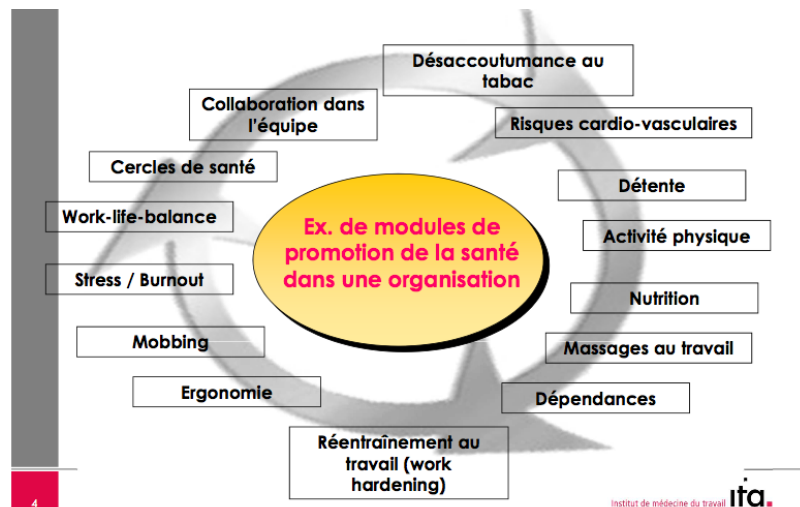 Désaccoutumance au
tabac
Collaboration dans
l'équipe
Risques cardio-vasculaires
Cercles de santé
Détente
Work-life-balance
Ex. de modules de
promotion de la santé
dans une organisation
Activité physique
Stress / Burnout
Nutrition
Mobbing
Massages au travail
Ergonomie
Dépendances
Réentraînement au
travail (work
hardening)
4
Institut de médecine du travail ifa.